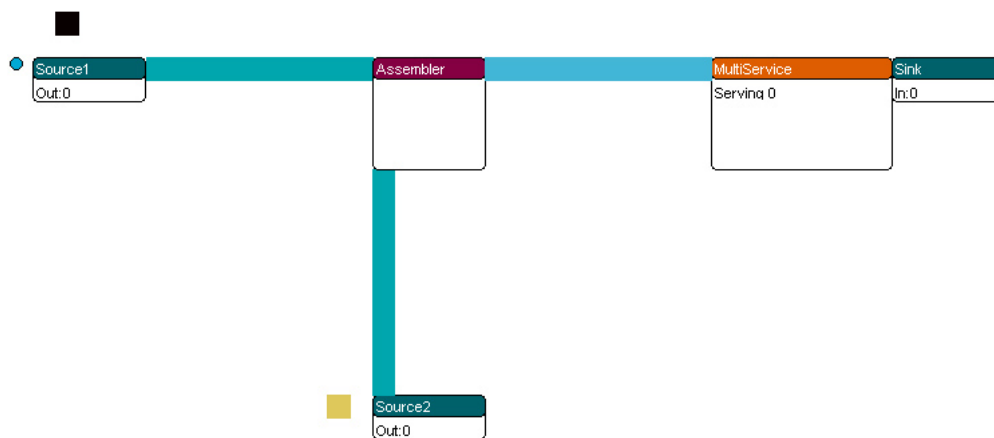 Source1
Out:0
Assembler
MultiService
Serving 0
Sink
In:0
Source2
Out:0